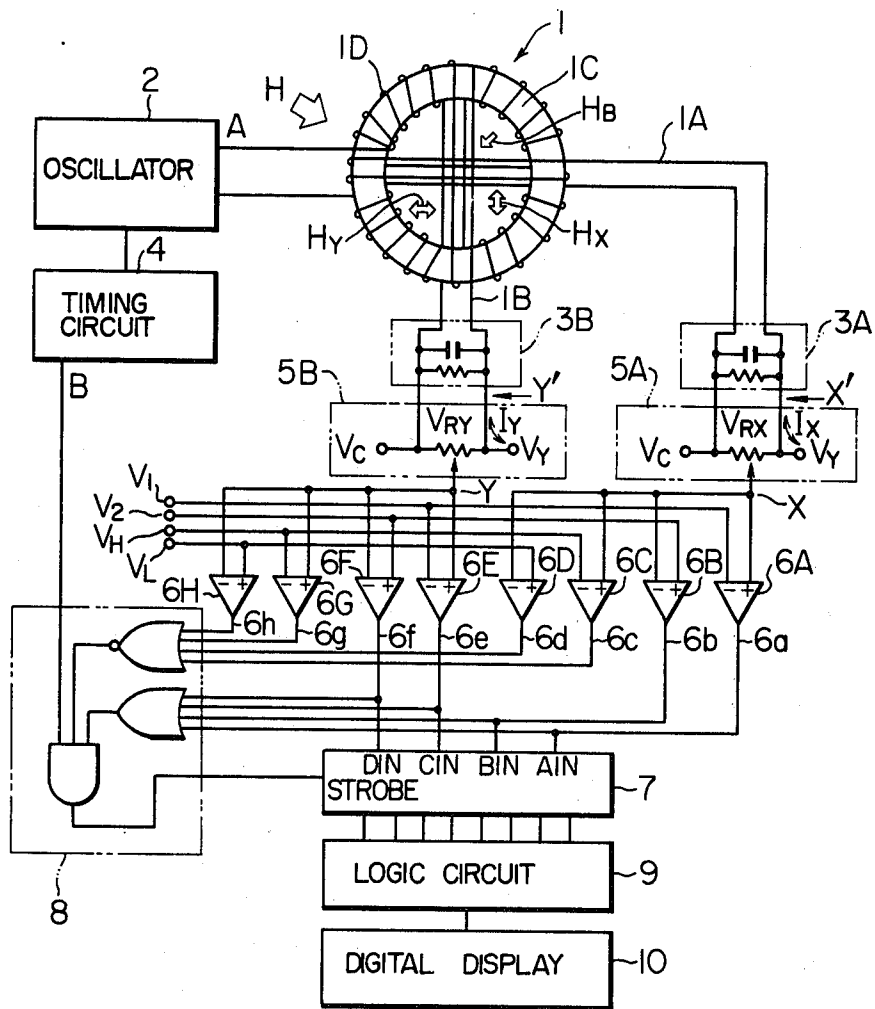 1
1D
1C
2
H
HB
1A
A
OSCILLATOR
HY
HX
4
TIMING
CIRCUIT
1B
3B
3A
B
5B
Y'
5A
X'
VRY
IY
VRX
IX
VC
VY
VC
VY
V1
Y
X
V2
VH
VL
6F
6E
6D
6C
6B
6A
6H
6G
- +
- +
- +
- +
- +
- +
- +
- +
6h
6g
6f
6e
6d
6c
6b
6a
DIN CIN BIN AIN
STROBE
7
LOGIC CIRCUIT
9
8
DIGITAL DISPLAY
10